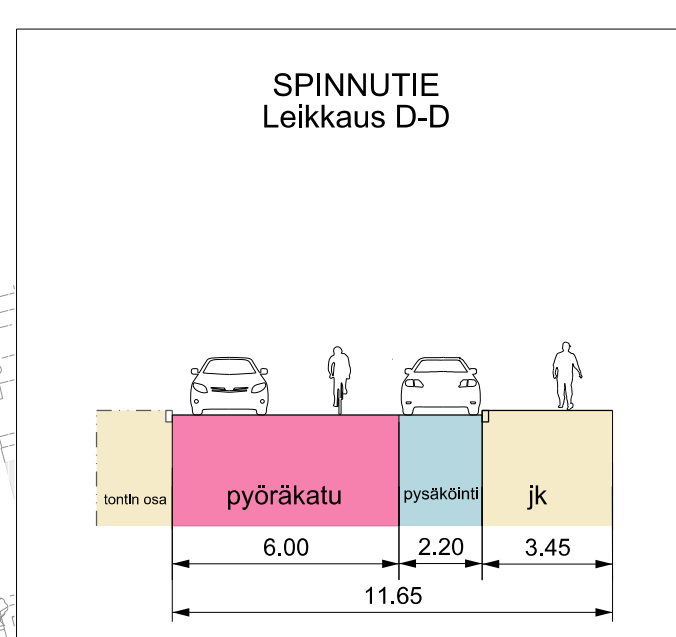 SPINNUTIE
Leikkaus D-D
tontin osa
pyöräkatu
pysäköinti
jk
6.00
2.20
3.45
11.65